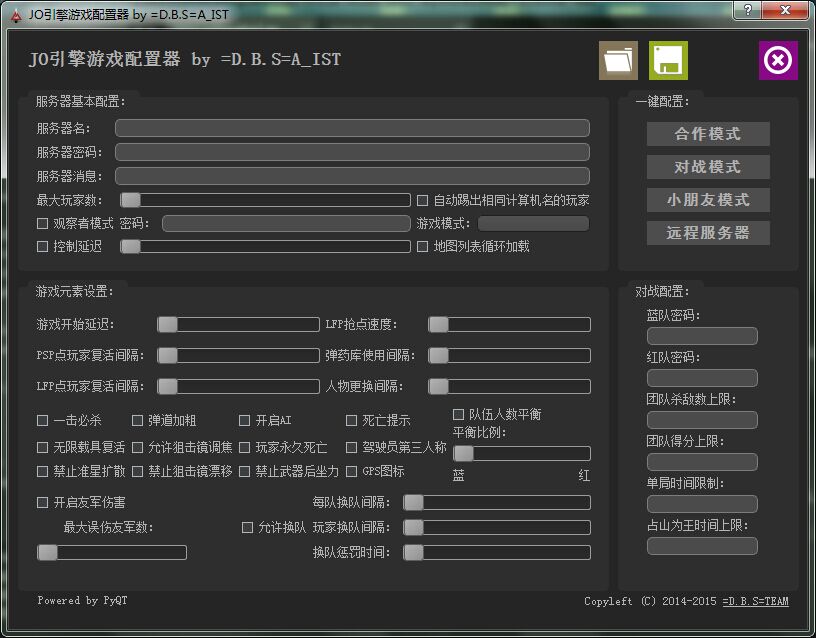 JO引擎游戏配置器 by =D.B.S=A_IST
JO引擎游戏配置器 by =D.B.S=A_IST
服务器基本配置:
服务器名:
服务器密码:
服务器消息:
最大玩家数:
自动踢出相同计算机名的玩家
观察者模式 密码:
游戏模式:
控制延迟
地图列表循环加载
一键配置:
合作模式
对战模式
小朋友模式
远程服务器
游戏元素设置:
游戏开始延迟:
LFP抢点速度:
PSP点玩家复活间隔:
弹药库使用间隔:
LFP点玩家复活间隔:
人物更换间隔:
一击必杀
弹道加粗
开启AI
死亡提示
队伍人数平衡
平衡比例:
无限载具复活
允许狙击镜调焦
玩家永久死亡
驾驶员第三人称
禁止准星扩散
禁止狙击镜漂移
禁止武器后坐力
GPS图标
蓝
红
开启友军伤害
每队换队间隔:
最大误伤友军数:
允许换队
玩家换队间隔:
换队惩罚时间:
对战配置:
蓝队密码:
红队密码:
团队杀敌数上限:
团队得分上限:
单局时间限制:
占山为王时间上限:
Powered by PyQT
Copyleft (C) 2014-2015 =D.B.S=TEAM